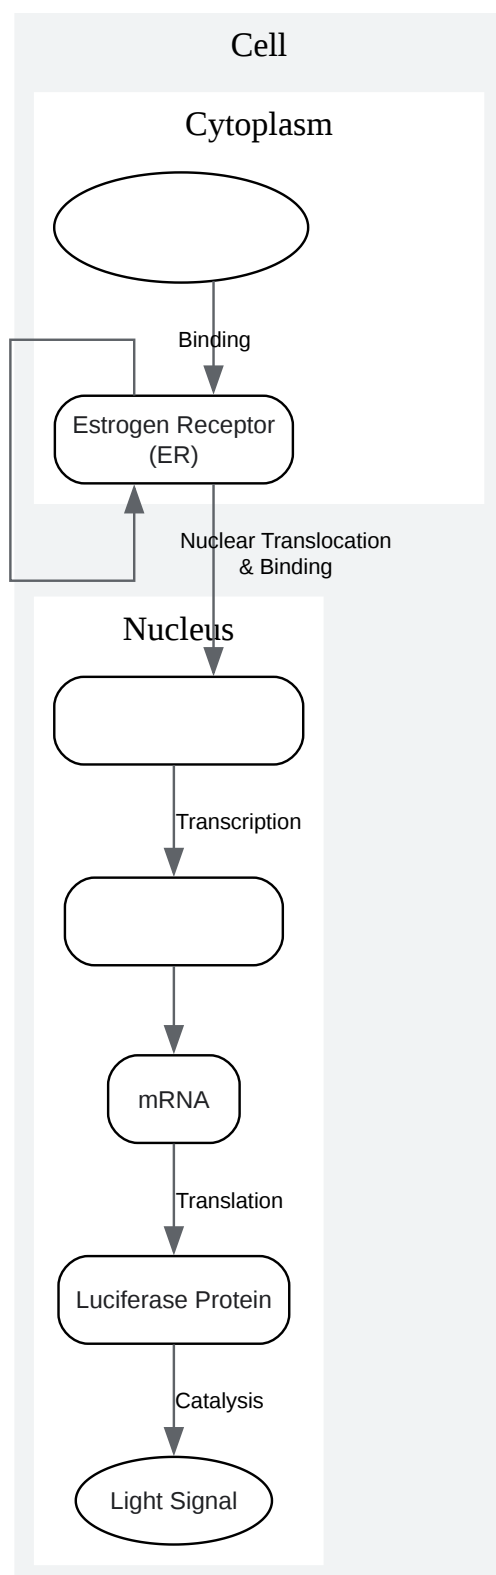 Cell
Cytoplasm
Binding
Estrogen Receptor
(ER)
Nuclear Translocation
& Binding
Nucleus
Transcription
mRNA
Translation
Luciferase Protein
Catalysis
Light Signal